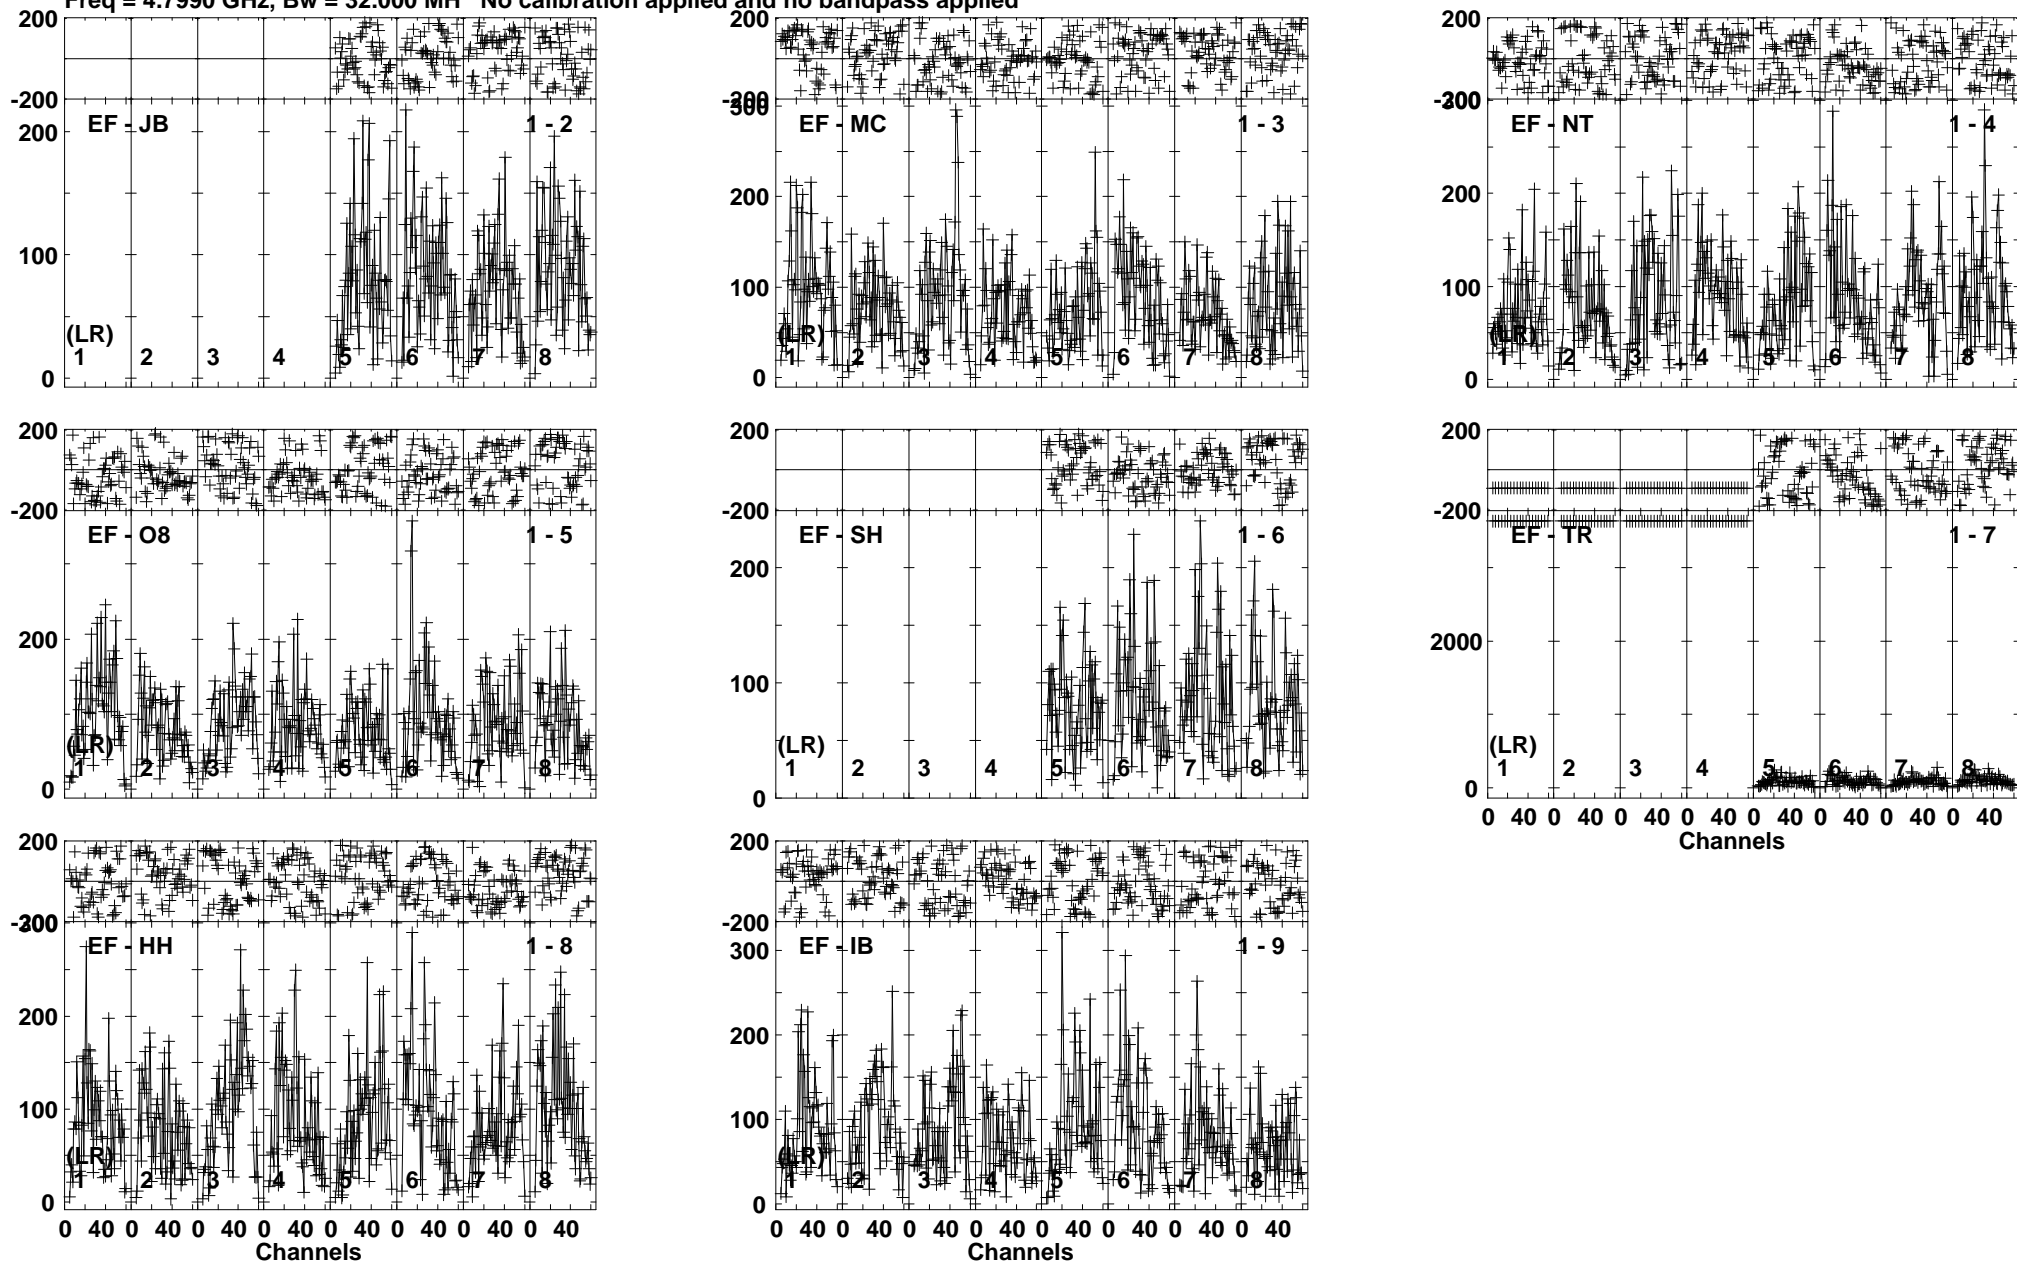 Freq = 4.7990 GHz, Bw = 32.000 MH No calibration applied and no bandpass applied
200
-200
EF - JB
1 - 2
200
100
0
(LR)
1 2 3 4 5 6 7 8
200
-200
300
EF - MC
1 - 3
200
100
0
(LR)
1 2 3 4 5 6 7 8
200
-200
300
EF - NT
1 - 4
200
100
0
(LR)
1 2 3 4 5 6 7 8
200
-200
EF - O8
1 - 5
200
0
(LR)
1 2 3 4 5 6 7 8
200
-200
EF - SH
1 - 6
200
100
0
(LR)
1 2 3 4 5 6 7 8
200
-200
EF - TR
1 - 7
2000
0
(LR)
1 2 3 4 5 6 7 8
0 40 0 40 0 40 0 40 0 40 0 40 0 40 0 40
Channels
200
-200
300
EF - HH
1 - 8
200
100
0
(LR)
1 2 3 4 5 6 7 8
0 40 0 40 0 40 0 40 0 40 0 40 0 40 0 40
Channels
200
-200
EF - IB
1 - 9
300
200
100
0
(LR)
1 2 3 4 5 6 7 8
0 40 0 40 0 40 0 40 0 40 0 40 0 40 0 40
Channels